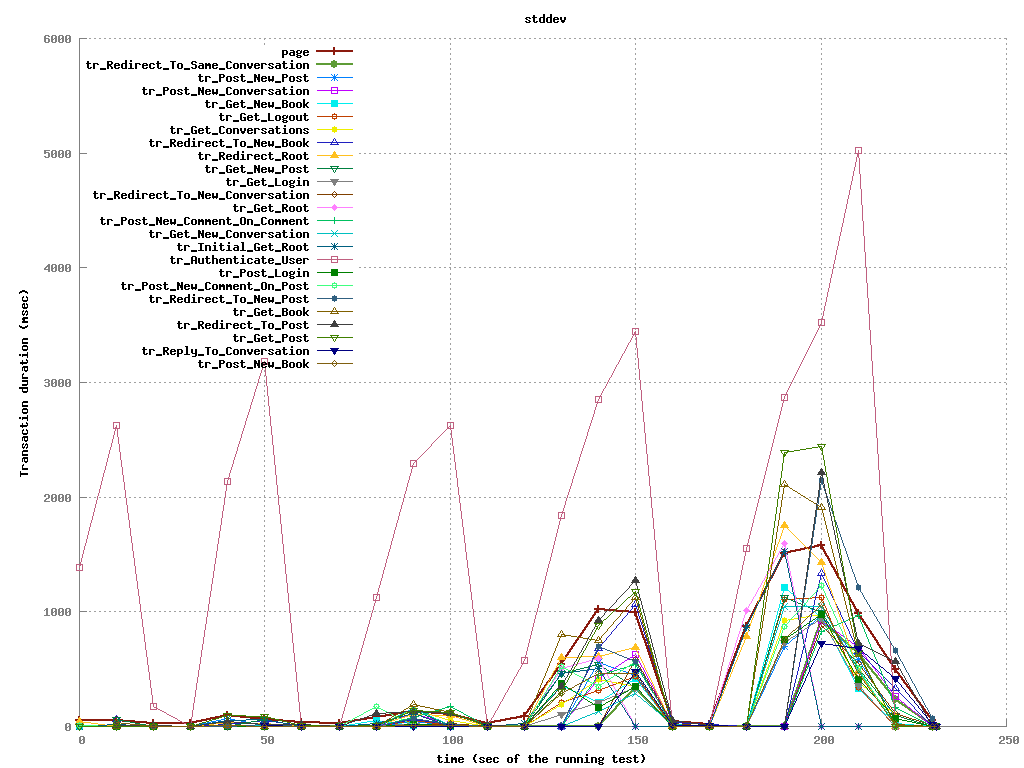 stddev
6000
5000
4000
3000
2000
1000
0
Transaction duration (msec)
page
tr_Redirect_To_Same_Conversation
tr_Post_New_Post
tr_Post_New_Conversation
tr_Get_New_Book
tr_Get_Logout
tr_Get_Conversations
tr_Redirect_To_New_Book
tr_Redirect_Root
tr_Get_New_Post
tr_Get_Login
tr_Redirect_To_New_Conversation
tr_Get_Root
tr_Post_New_Comment_On_Comment
tr_Get_New_Conversation
tr_Initial_Get_Root
tr_Authenticate_User
tr_Post_Login
tr_Post_New_Comment_On_Post
tr_Redirect_To_New_Post
tr_Get_Book
tr_Redirect_To_Post
tr_Get_Post
tr_Reply_To_Conversation
tr_Post_New_Book
0 50 100 150 200 250
time (sec of the running test)